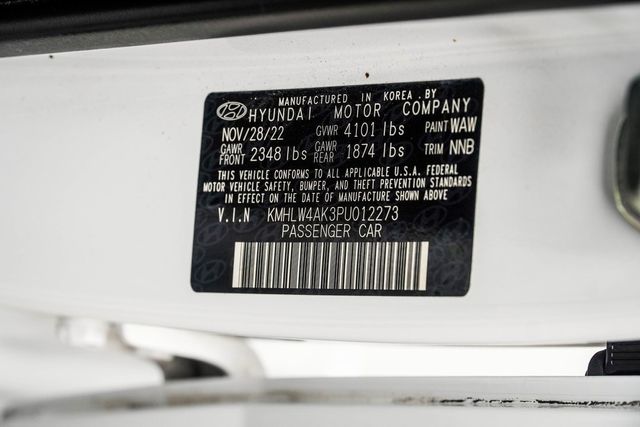 MANUFACTURED IN KOREA .BY
HYUNDAI MOTOR COMPANY
NOV/28/22 GVWR 4101 lbs PAINT WAW
GAWR FRONT 2348 lbs GAWR REAR 1874 lbs TRIM NNB
THIS VEHICLE CONFORMS TO ALL APPLICABLE U.S.A. FEDERAL
MOTOR VEHICLE SAFETY, BUMPER, AND THEFT PREVENTION STANDARDS
IN EFFECT ON THE DATE OF MANUFACTURE SHOWN ABOVE
V.I.N KMHLW4AK3PU012273
PASSENGER CAR